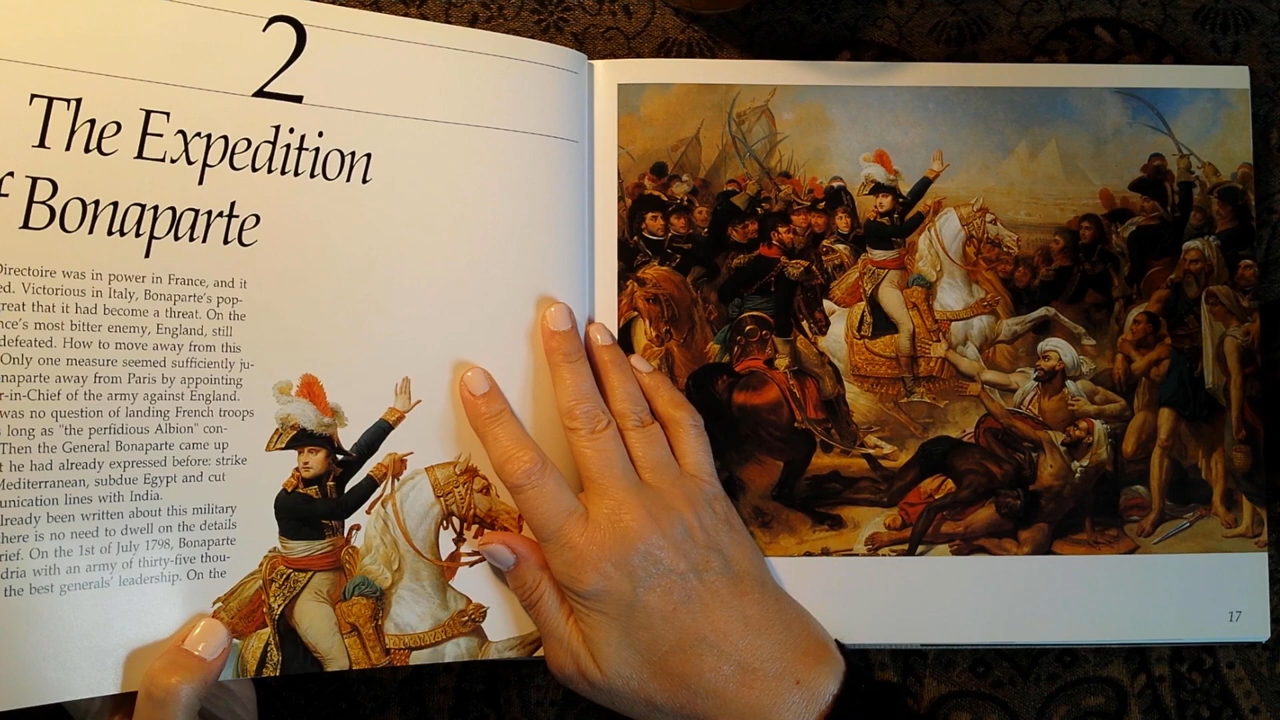 2
The Expedition
f Bonaparte
Directoire was in power in France, and it
ed. Victorious in Italy, Bonaparte's pop-
great that it had become a threat. On the
nce's most bitter enemy, England, still
defeated. How to move away from this
Only one measure seemed sufficiently ju-
onaparte away from Paris by appointing
r-in-Chief of the army against England.
was no question of landing French troops
s long as "the perfidious Albion" con-
Then the General Bonaparte came up
t he had already expressed before: strike
Mediterranean, subdue Egypt and cut
unication lines with India.
lready been written about this military
there is no need to dwell on the details
rief. On the 1st of July 1798, Bonaparte
dria with an army of thirty-five thou-
the best generals' leadership. On the
17